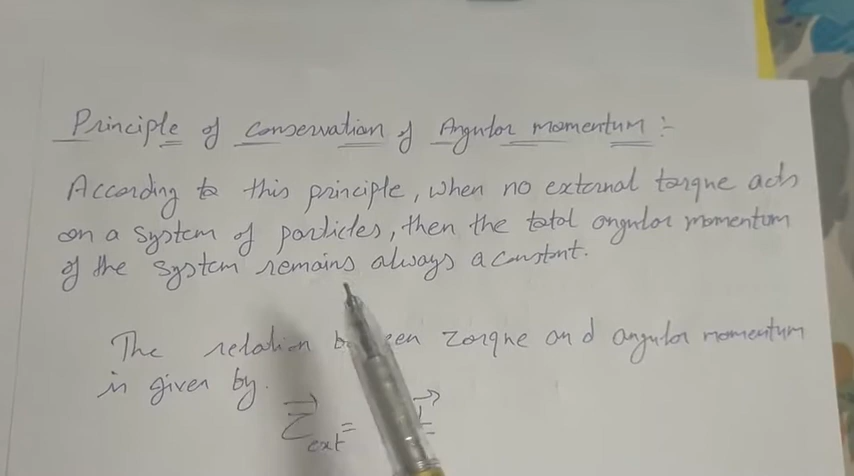 Principle of Conservation of Angular momentum :-
According to this principle, when no external torque acts
on a system of particles, then the total angular momentum
of the system remains always a constant.
The relation between torque and angular momentum
is given by.
τ⃗ext =